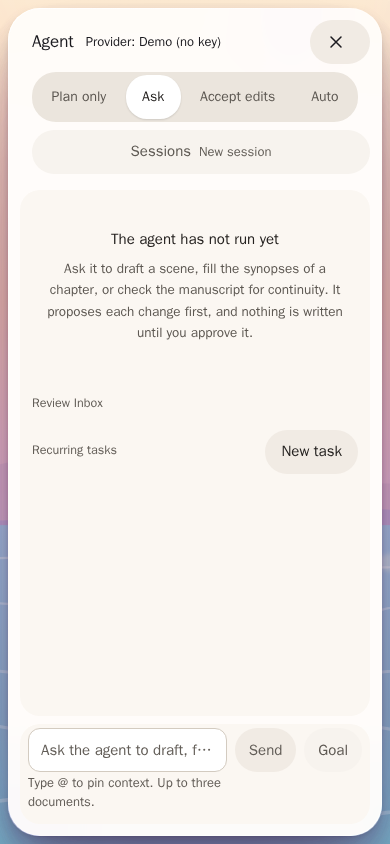 Agent Provider: Demo (no key)
Plan only Ask Accept edits Auto
Sessions New session
The agent has not run yet
Ask it to draft a scene, fill the synopses of a
chapter, or check the manuscript for continuity. It
proposes each change first, and nothing is written
until you approve it.
Review Inbox
Recurring tasks New task
Ask the agent to draft, f··· Send Goal
Type @ to pin context. Up to three
documents.